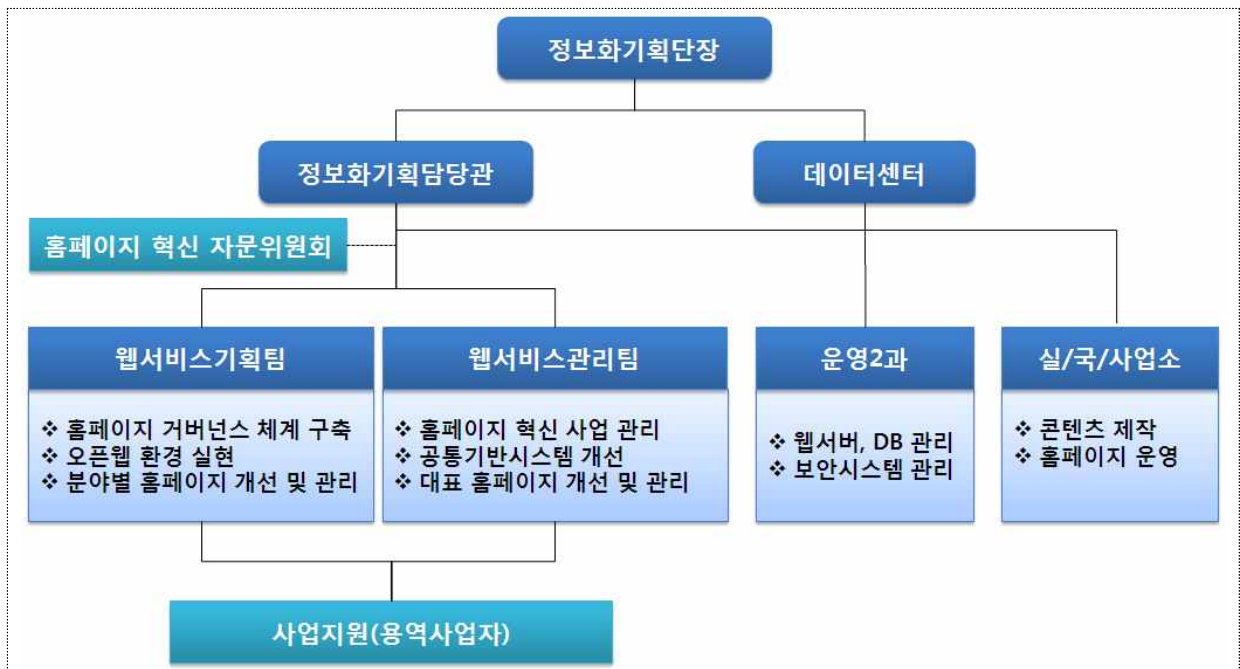 정보화기획단장
정보화기획담당관
데이터센터
홈페이지 혁신 자문위원회
웹서비스기획팀
❖ 홈페이지 거버넌스 체계 구축
❖ 오픈웹 환경 실현
❖ 분야별 홈페이지 개선 및 관리
웹서비스관리팀
❖ 홈페이지 혁신 사업 관리
❖ 공통기반시스템 개선
❖ 대표 홈페이지 개선 및 관리
운영2과
❖ 웹서버, DB 관리
❖ 보안시스템 관리
실/국/사업소
❖ 콘텐츠 제작
❖ 홈페이지 운영
사업지원(용역사업자)